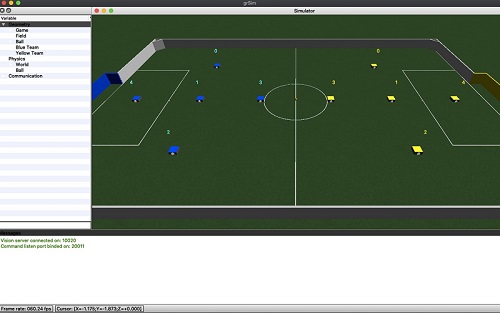 grSim
Variable
Simulator
Geometry
Game
Field
Ball
Blue Team
Yellow Team
Physics
World
Ball
Communication
0
0
4
1
3
3
1
4
2
2
Messages
Vision server connected on: 10020
Command listen port binded on: 20011
Frame rate: 060.24 fps
Cursor: [X=-1.175;Y=-1.873;Z=+0.000]